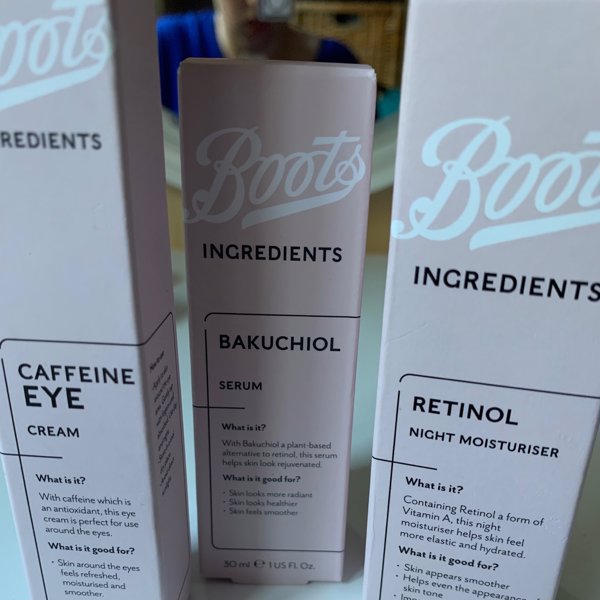 Boots
INGREDIENTS
CAFFEINE
EYE
CREAM
What is it?
With caffeine which is
an antioxidant, this eye
cream is perfect for use
around the eyes.
What is it good for?
· Skin around the eyes
feels refreshed,
moisturised and
smoother.
Boots
INGREDIENTS
BAKUCHIOL
SERUM
What is it?
With Bakuchiol a plant-based
alternative to retinol, this serum
helps skin look rejuvenated.
What is it good for?
· Skin looks more radiant
· Skin looks healthier
· Skin feels smoother
30 ml ℮ 1 US FL Oz.
Boots
INGREDIENTS
RETINOL
NIGHT MOISTURISER
What is it?
Containing Retinol a form of
Vitamin A, this night
moisturiser helps skin feel
more elastic and hydrated.
What is it good for?
· Skin appears smoother
· Helps even the appearance of
skin tone